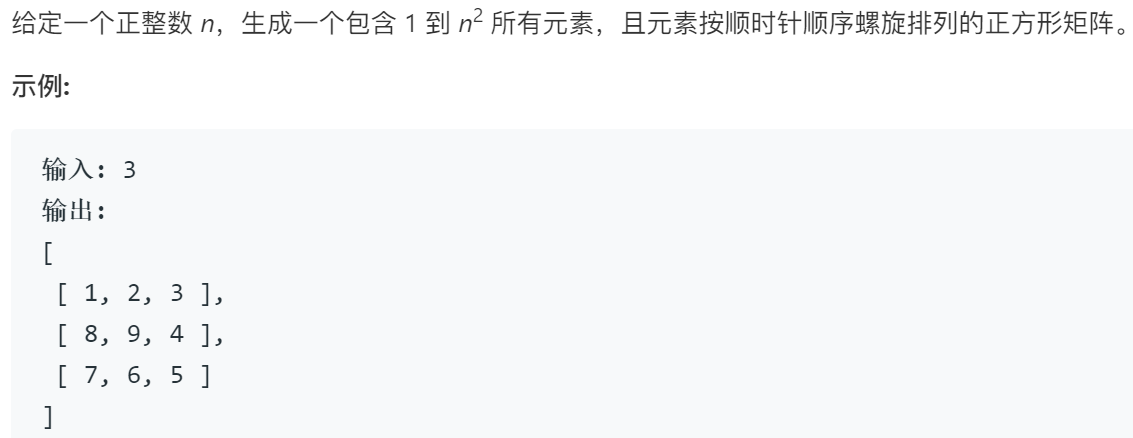 给定一个正整数 n，生成一个包含 1 到 n² 所有元素，且元素按顺时针顺序螺旋排列的正方形矩阵。
示例:
输入: 3
输出:
[
 [ 1, 2, 3 ],
 [ 8, 9, 4 ],
 [ 7, 6, 5 ]
]